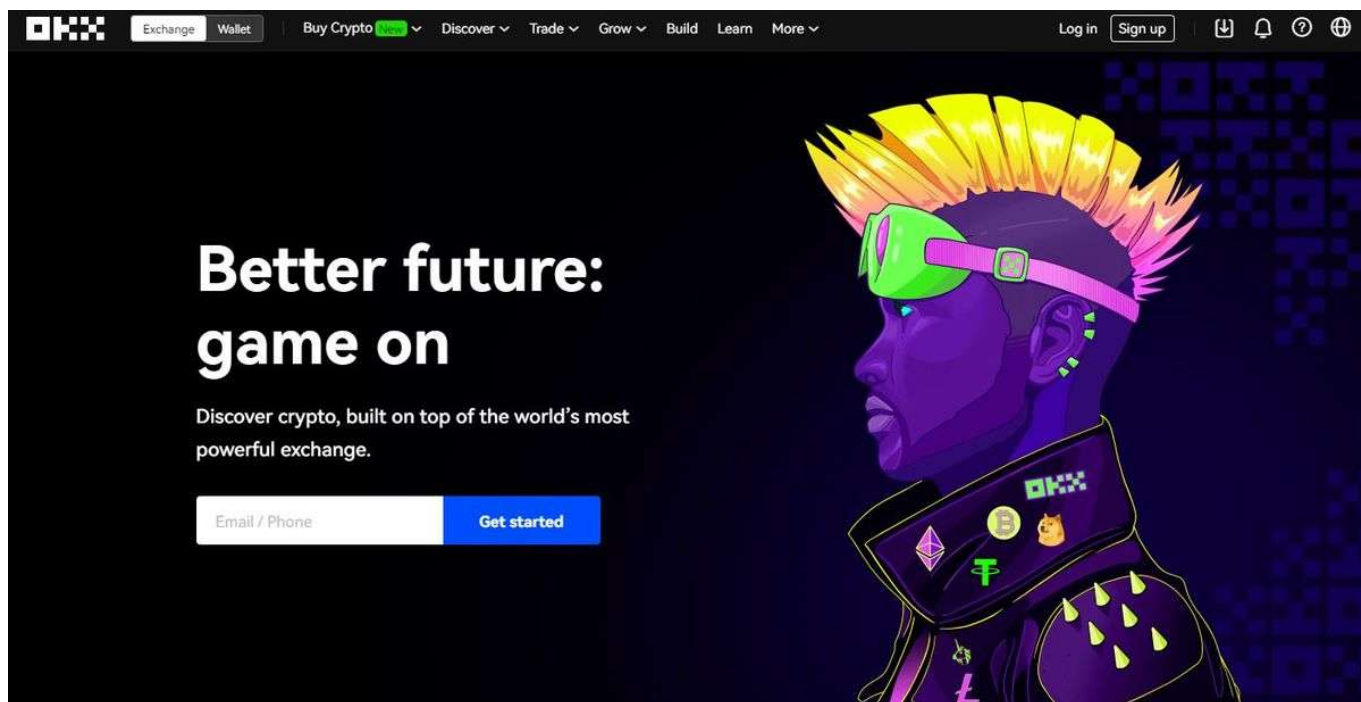 OKX
Exchange Wallet Buy Crypto New Discover Trade Grow Build Learn More Log in Sign up
Better future:
game on
Discover crypto, built on top of the world’s most
powerful exchange.
Email / Phone Get started
OKX